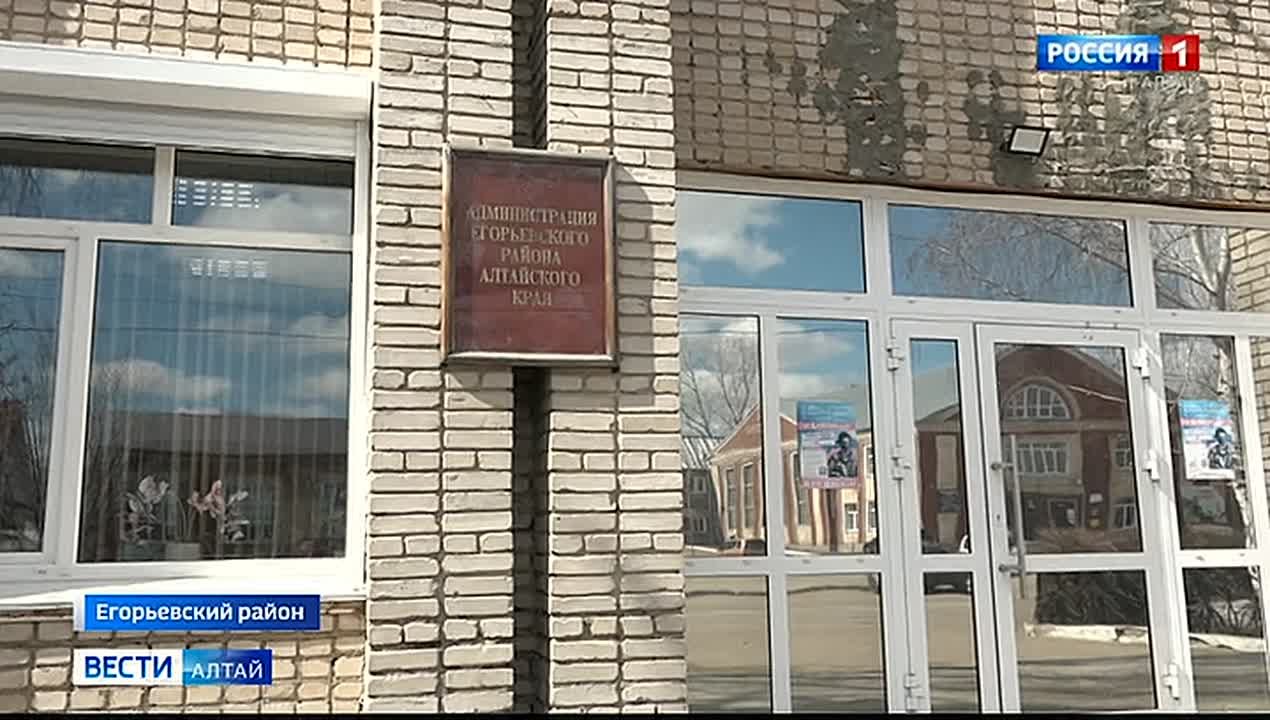 РОССИЯ 1
АДМИНИСТРАЦИЯ
ЕГОРЬЕВСКОГО
РАЙОНА
АЛТАЙСКОГО
КРАЯ
Егорьевский район
ВЕСТИ АЛТАЙ